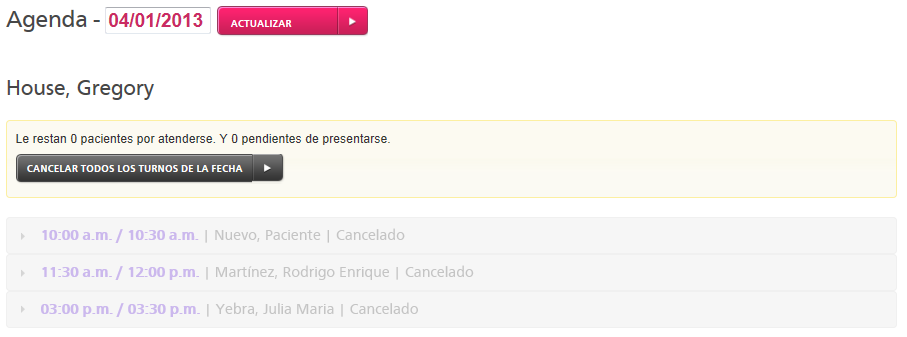 Agenda - 04/01/2013 ACTUALIZAR
House, Gregory
Le restan 0 pacientes por atenderse. Y 0 pendientes de presentarse.
CANCELAR TODOS LOS TURNOS DE LA FECHA
10:00 a.m. / 10:30 a.m. | Nuevo, Paciente | Cancelado
11:30 a.m. / 12:00 p.m. | Martínez, Rodrigo Enrique | Cancelado
03:00 p.m. / 03:30 p.m. | Yebra, Julia Maria | Cancelado